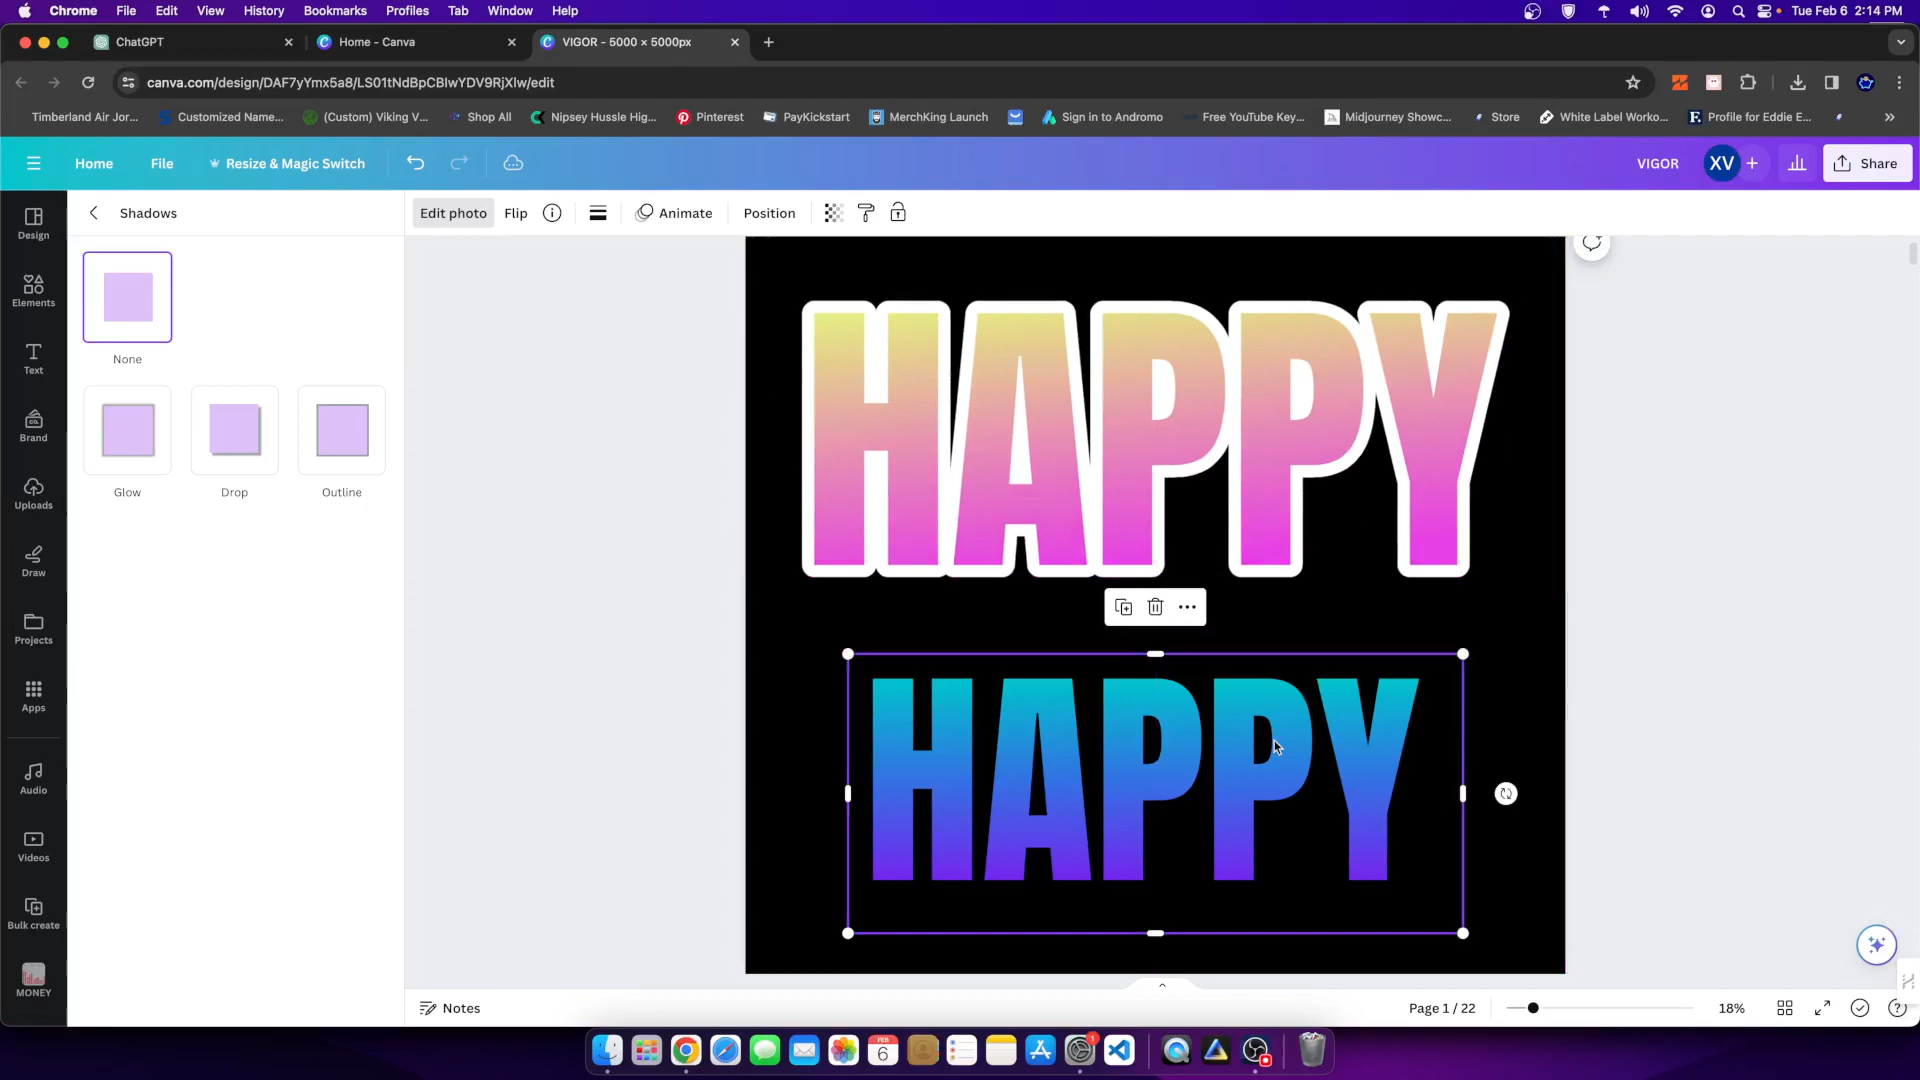 Chrome File Edit View History Bookmarks Profiles Tab Window Help Tue Feb 6 2:14 PM
ChatGPT Home - Canva VIGOR - 5000 × 5000px
canva.com/design/DAF7yYmx5a8/LS01tNdBpCBIwYDV9RjXIw/edit
Timberland Air Jor... Customized Name... (Custom) Viking V... Shop All Nipsey Hussle Hig... Pinterest PayKickstart MerchKing Launch Sign in to Andromo Free YouTube Key... Midjourney Showc... Store White Label Worko... Profile for Eddie E...
Home File Resize & Magic Switch VIGOR XV Share
Shadows Edit photo Flip Animate Position
Design
Elements
Text
Brand
Uploads
Draw
Projects
Apps
Audio
Videos
Bulk create
MONEY
None
Glow Drop Outline
HAPPY
HAPPY
Notes Page 1 / 22 18%
FEB
6
1